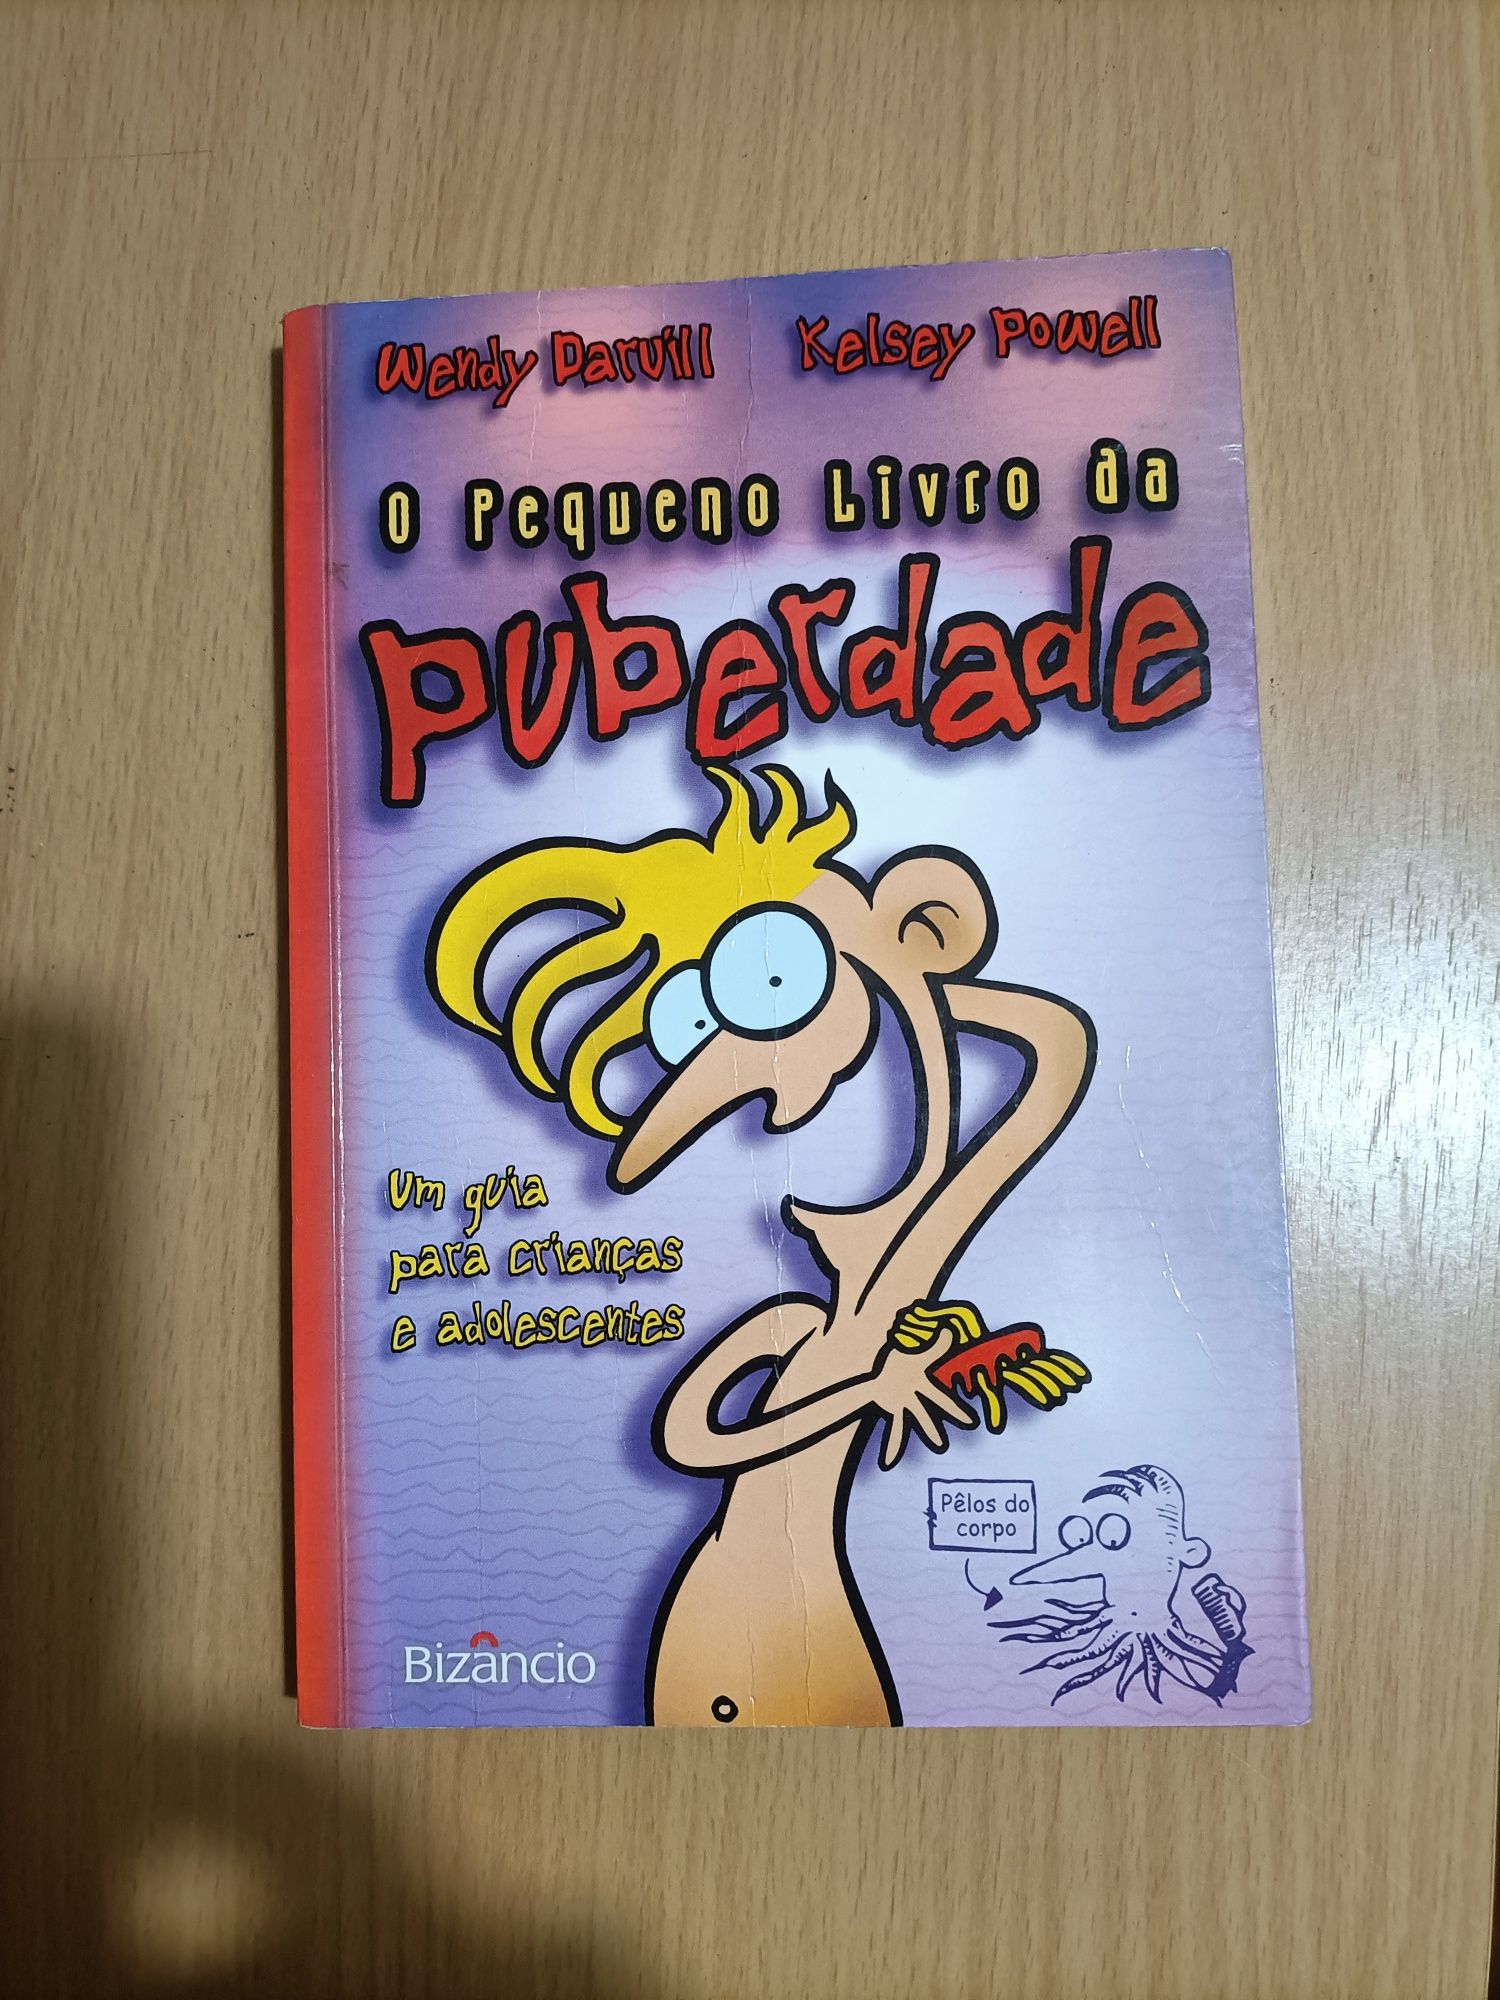 Wendy Darvill Kelsey Powell
O Pequeno Livro da
Puberdade
Um guia
para crianças
e adolescentes
Pêlos do
corpo
Bizâncio